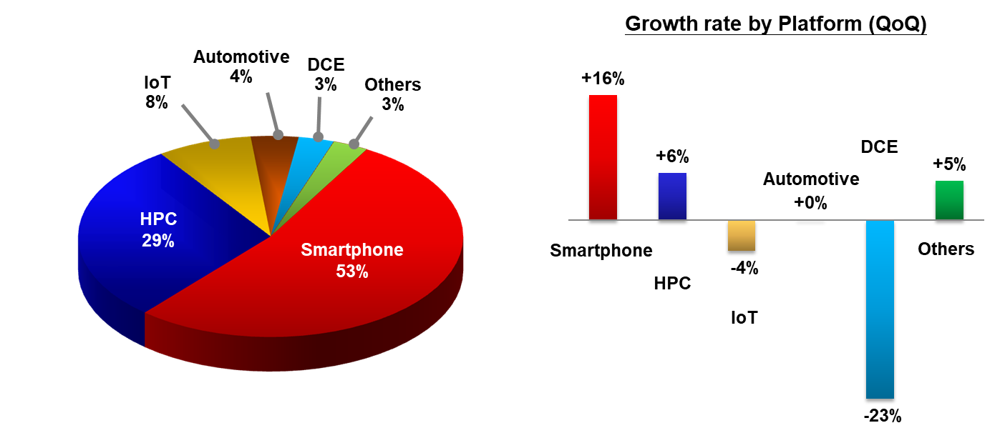 Automotive
4%
DCE
3%
IoT
8%
Others
3%
HPC
29%
Smartphone
53%
Growth rate by Platform (QoQ)
+16%
+6%
DCE
Automotive
+0%
+5%
Smartphone
-4%
Others
HPC
IoT
-23%